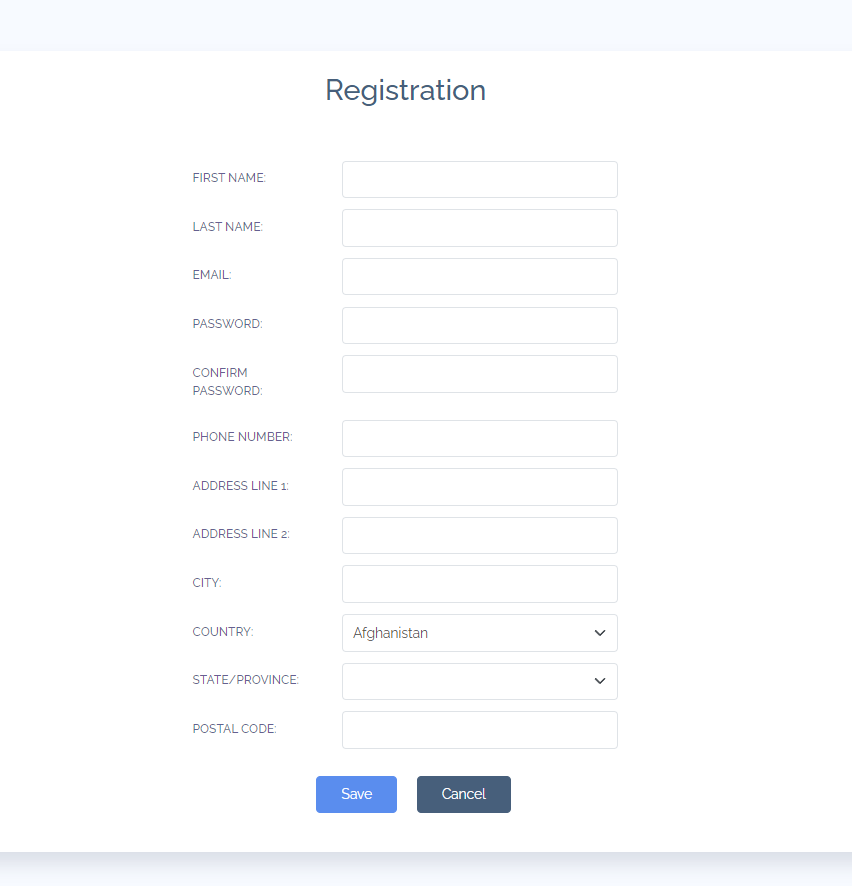 Registration
FIRST NAME:
LAST NAME:
EMAIL:
PASSWORD:
CONFIRM
PASSWORD:
PHONE NUMBER:
ADDRESS LINE 1:
ADDRESS LINE 2:
CITY:
COUNTRY: Afghanistan
STATE/PROVINCE:
POSTAL CODE:
Save Cancel